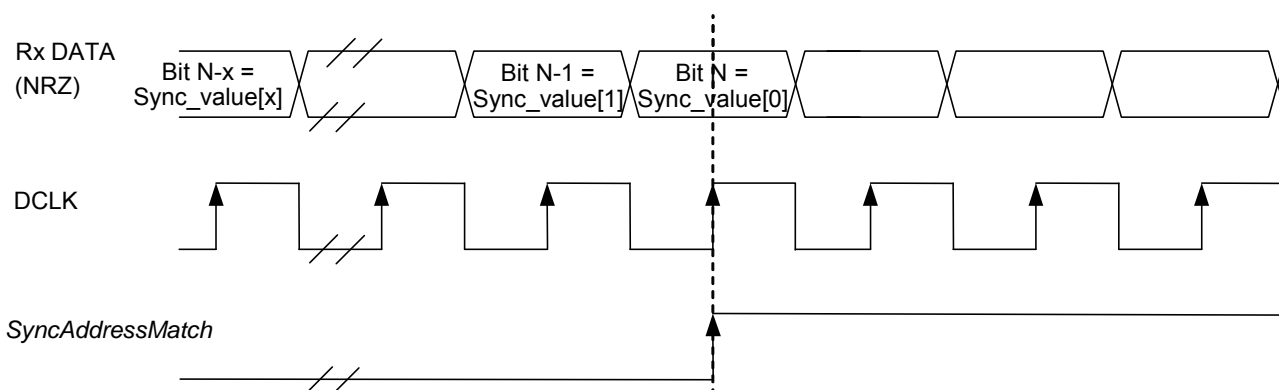 Rx DATA
(NRZ)
Bit N-x =
Sync_value[x]
Bit N-1 =
Sync_value[1]
Bit N =
Sync_value[0]
DCLK
SyncAddressMatch